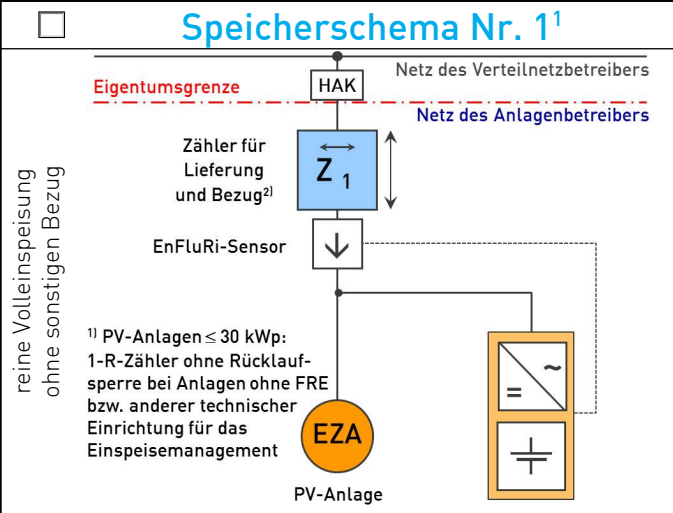 Speicherschema Nr. 1¹
Netz des Verteilnetzbetreibers
HAK
Eigentumsgrenze
Netz des Anlagenbetreibers
Zähler für
Lieferung
und Bezug²⁾
Z 1
EnFluRi-Sensor
reine Volleinspeisung
ohne sonstigen Bezug
¹⁾ PV-Anlagen ≤ 30 kWp:
1-R-Zähler ohne Rücklauf-
sperre bei Anlagen ohne FRE
bzw. anderer technischer
Einrichtung für das
Einspeisemanagement
EZA
PV-Anlage
~
=